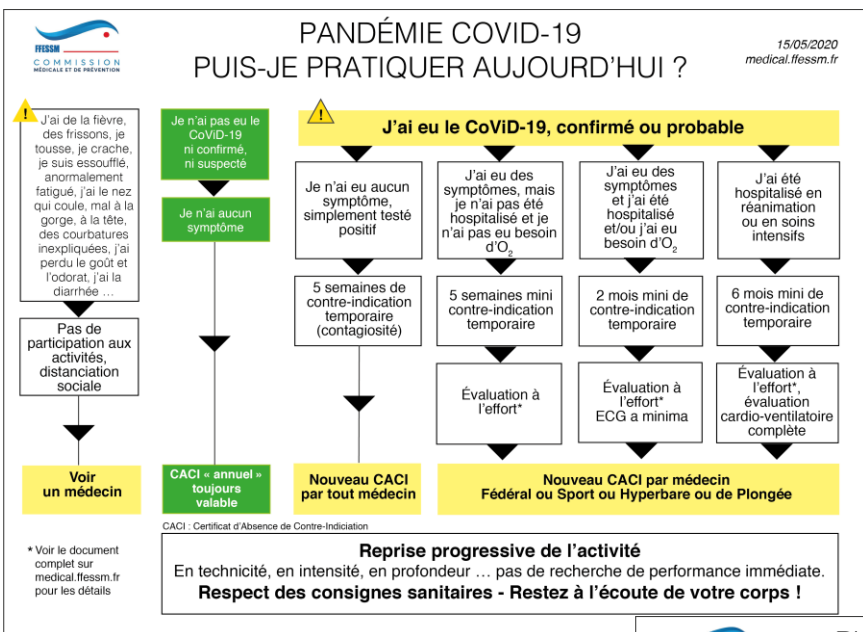 FFESSM
COMMISSION
MÉDICALE ET DE PRÉVENTION
PANDÉMIE COVID-19
PUIS-JE PRATIQUER AUJOURD'HUI ?
15/05/2020
medical.ffessm.fr
!
J'ai de la fièvre,
des frissons, je
tousse, je crache,
je suis essoufflé,
anormalement
fatigué, j'ai le nez
qui coule, mal à la
gorge, à la tête,
des courbatures
inexpliquées, j'ai
perdu le goût et
l'odorat, j'ai la
diarrhée ...
Pas de
participation aux
activités,
distanciation
sociale
Voir
un médecin
Je n'ai pas eu le
CoViD-19
ni confirmé,
ni suspecté
Je n'ai aucun
symptôme
CACI « annuel »
toujours
valable
!
J'ai eu le CoViD-19, confirmé ou probable
Je n'ai eu aucun
symptôme,
simplement testé
positif
5 semaines de
contre-indication
temporaire
(contagiosité)
Nouveau CACI
par tout médecin
J'ai eu des
symptômes, mais
je n'ai pas été
hospitalisé et je
n'ai pas eu besoin
d'O₂
5 semaines mini
contre-indication
temporaire
Évaluation à
l'effort*
J'ai eu des
symptômes
et j'ai été
hospitalisé
et/ou j'ai eu
besoin d'O₂
2 mois mini de
contre-indication
temporaire
Évaluation à
l'effort*
ECG a minima
J'ai été
hospitalisé en
réanimation
ou en soins
intensifs
6 mois mini de
contre-indication
temporaire
Évaluation à
l'effort*,
évaluation
cardio-ventilatoire
complète
Nouveau CACI par médecin
Fédéral ou Sport ou Hyperbare ou de Plongée
CACI : Certificat d'Absence de Contre-Indiciation
* Voir le document
complet sur
medical.ffessm.fr
pour les détails
Reprise progressive de l'activité
En technicité, en intensité, en profondeur ... pas de recherche de performance immédiate.
Respect des consignes sanitaires - Restez à l'écoute de votre corps !